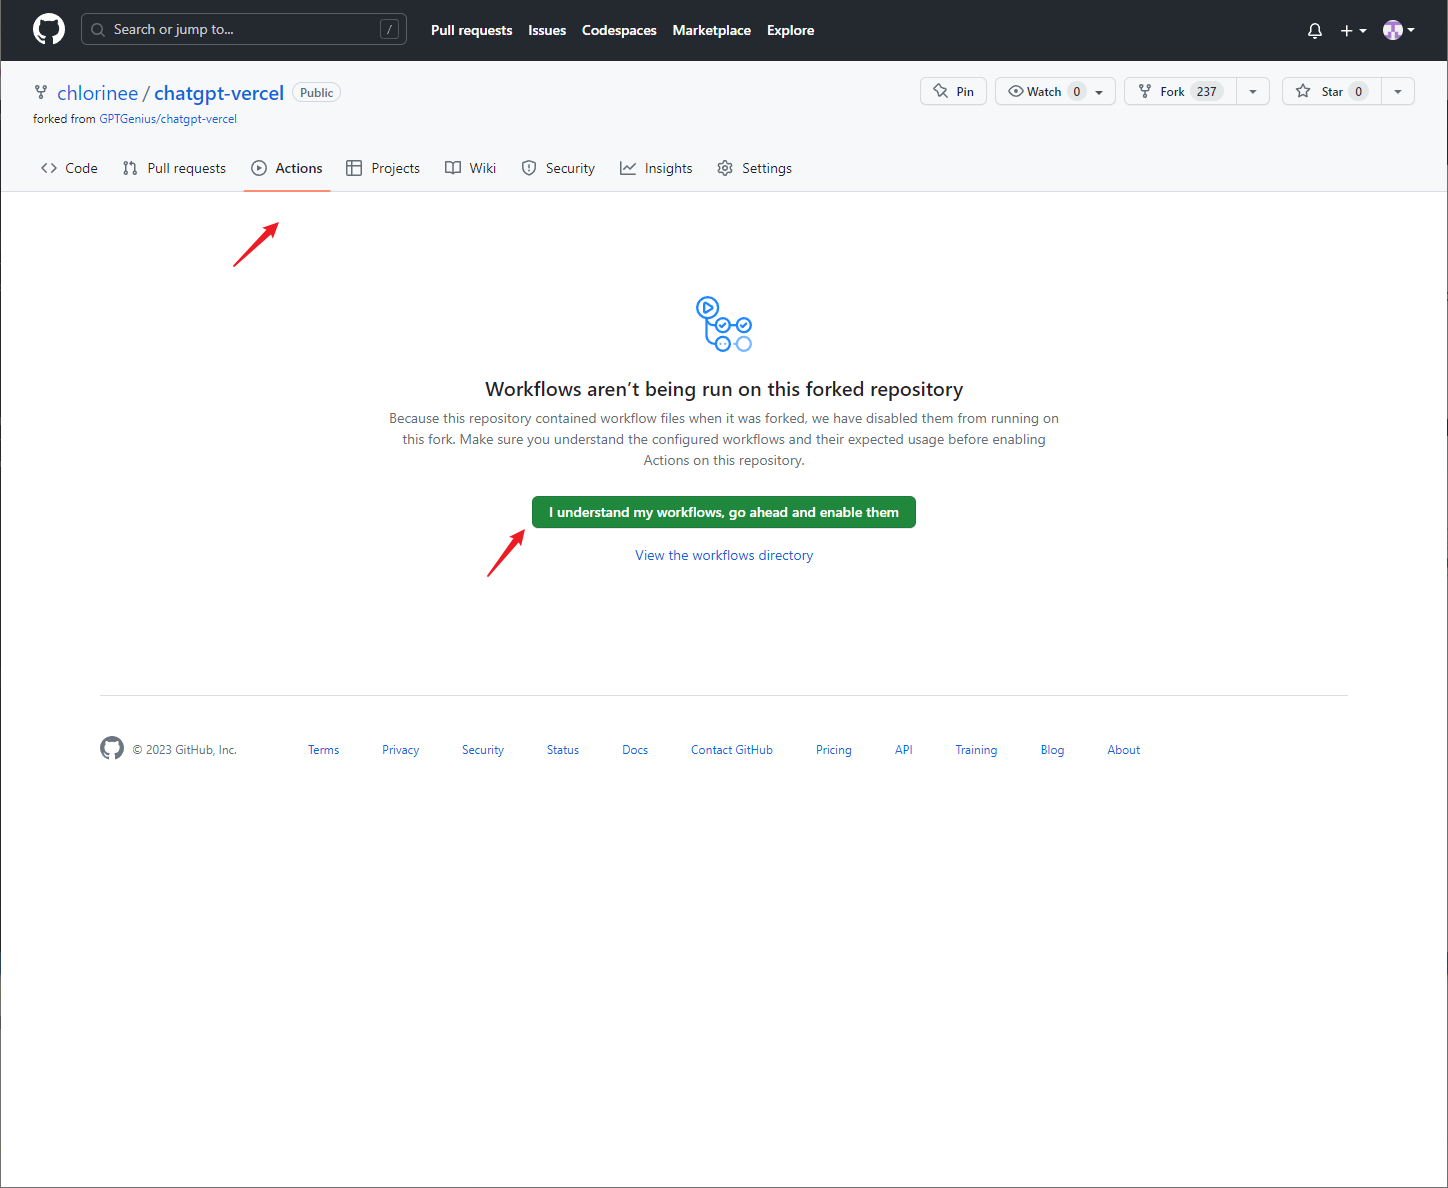 Search or jump to... / Pull requests Issues Codespaces Marketplace Explore
chlorinee / chatgpt-vercel Public Pin Watch 0 Fork 237 Star 0
forked from GPTGenius/chatgpt-vercel
Code Pull requests Actions Projects Wiki Security Insights Settings
Workflows aren’t being run on this forked repository
Because this repository contained workflow files when it was forked, we have disabled them from running on
this fork. Make sure you understand the configured workflows and their expected usage before enabling
Actions on this repository.
I understand my workflows, go ahead and enable them
View the workflows directory
© 2023 GitHub, Inc. Terms Privacy Security Status Docs Contact GitHub Pricing API Training Blog About